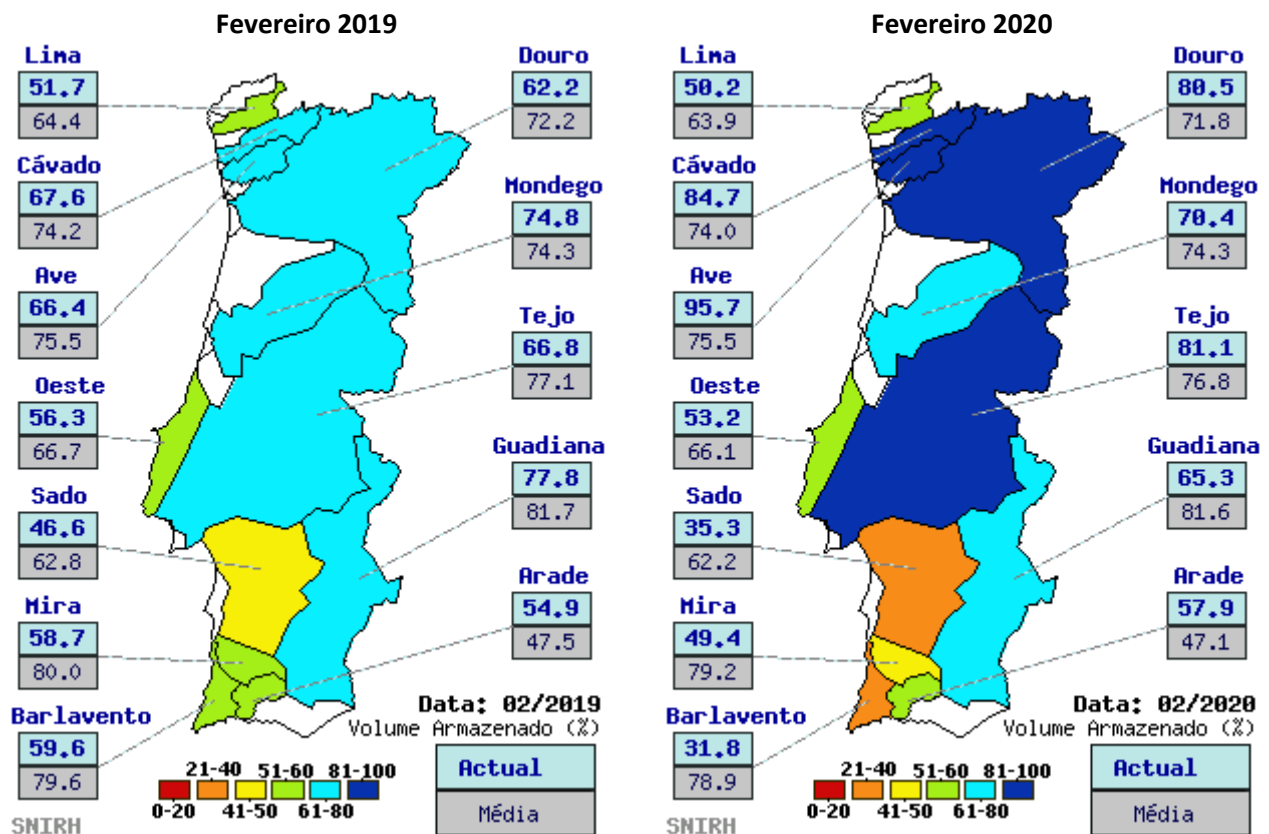 Fevereiro 2019
Lima
51.7
64.4
Cávado
67.6
74.2
Ave
66.4
75.5
Oeste
56.3
66.7
Sado
46.6
62.8
Mira
58.7
80.0
Barlavento
59.6
79.6
Douro
62.2
72.2
Mondego
74.8
74.3
Tejo
66.8
77.1
Guadiana
77.8
81.7
Arade
54.9
47.5
Data: 02/2019
Volume Armazenado (%)
Actual
Média
21-40 51-60 81-100
0-20 41-50 61-80
SNIRH
Fevereiro 2020
Lima
50.2
63.9
Cávado
84.7
74.0
Ave
95.7
75.5
Oeste
53.2
66.1
Sado
35.3
62.2
Mira
49.4
79.2
Barlavento
31.8
78.9
Douro
80.5
71.8
Mondego
70.4
74.3
Tejo
81.1
76.8
Guadiana
65.3
81.6
Arade
57.9
47.1
Data: 02/2020
Volume Armazenado (%)
Actual
Média
21-40 51-60 81-100
0-20 41-50 61-80
SNIRH